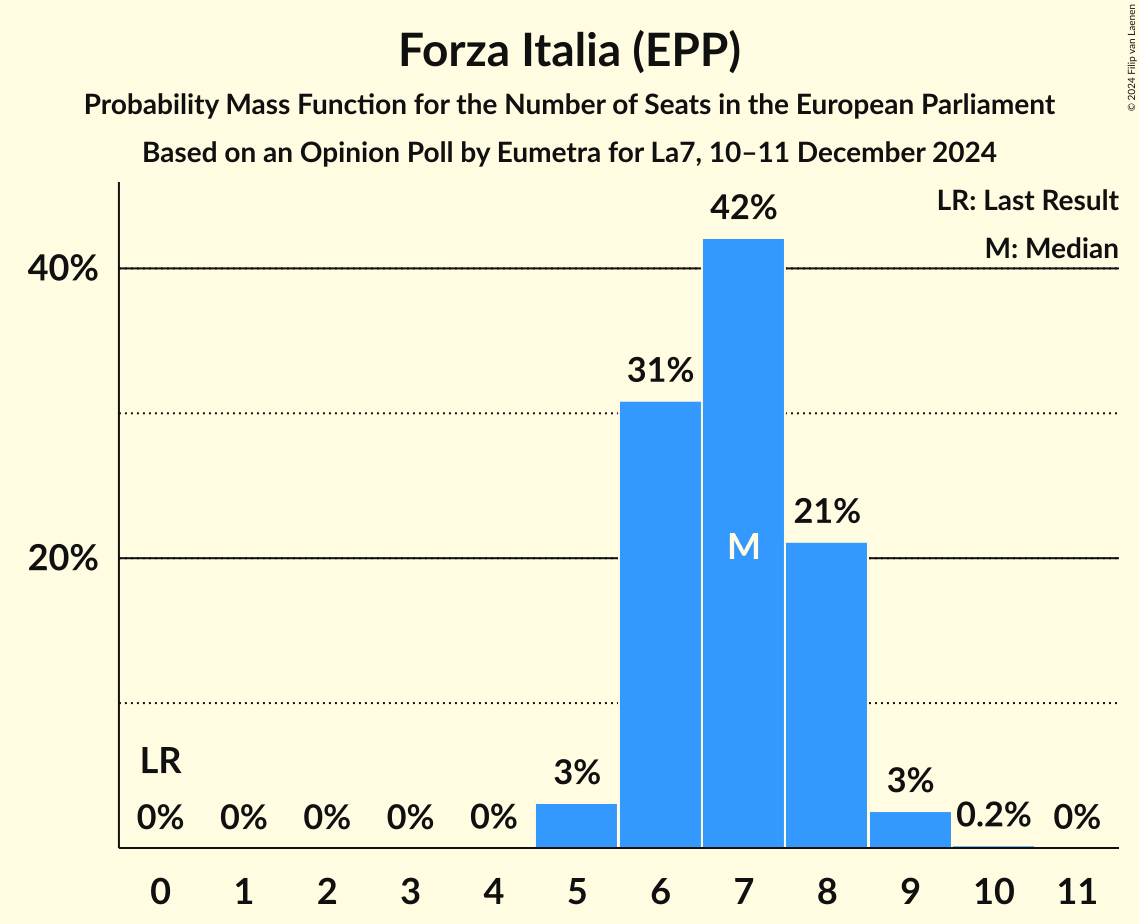 Forza Italia (EPP)
Probability Mass Function for the Number of Seats in the European Parliament
Based on an Opinion Poll by Eumetra for La7, 10–11 December 2024
© 2024 Filip van Laenen
LR: Last Result
M: Median
40%
20%
42%
31%
21%
M
LR
0%
0%
0%
0%
0%
3%
3%
0.2%
0%
0 1 2 3 4 5 6 7 8 9 10 11